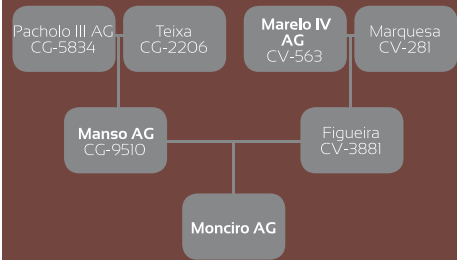 Pacholo III AG
CG-5834
Teixa
CG-2206
Marelo IV
AG
CV-563
Marquesa
CV-281
Manso AG
CG-9510
Figueira
CV-3881
Monciro AG